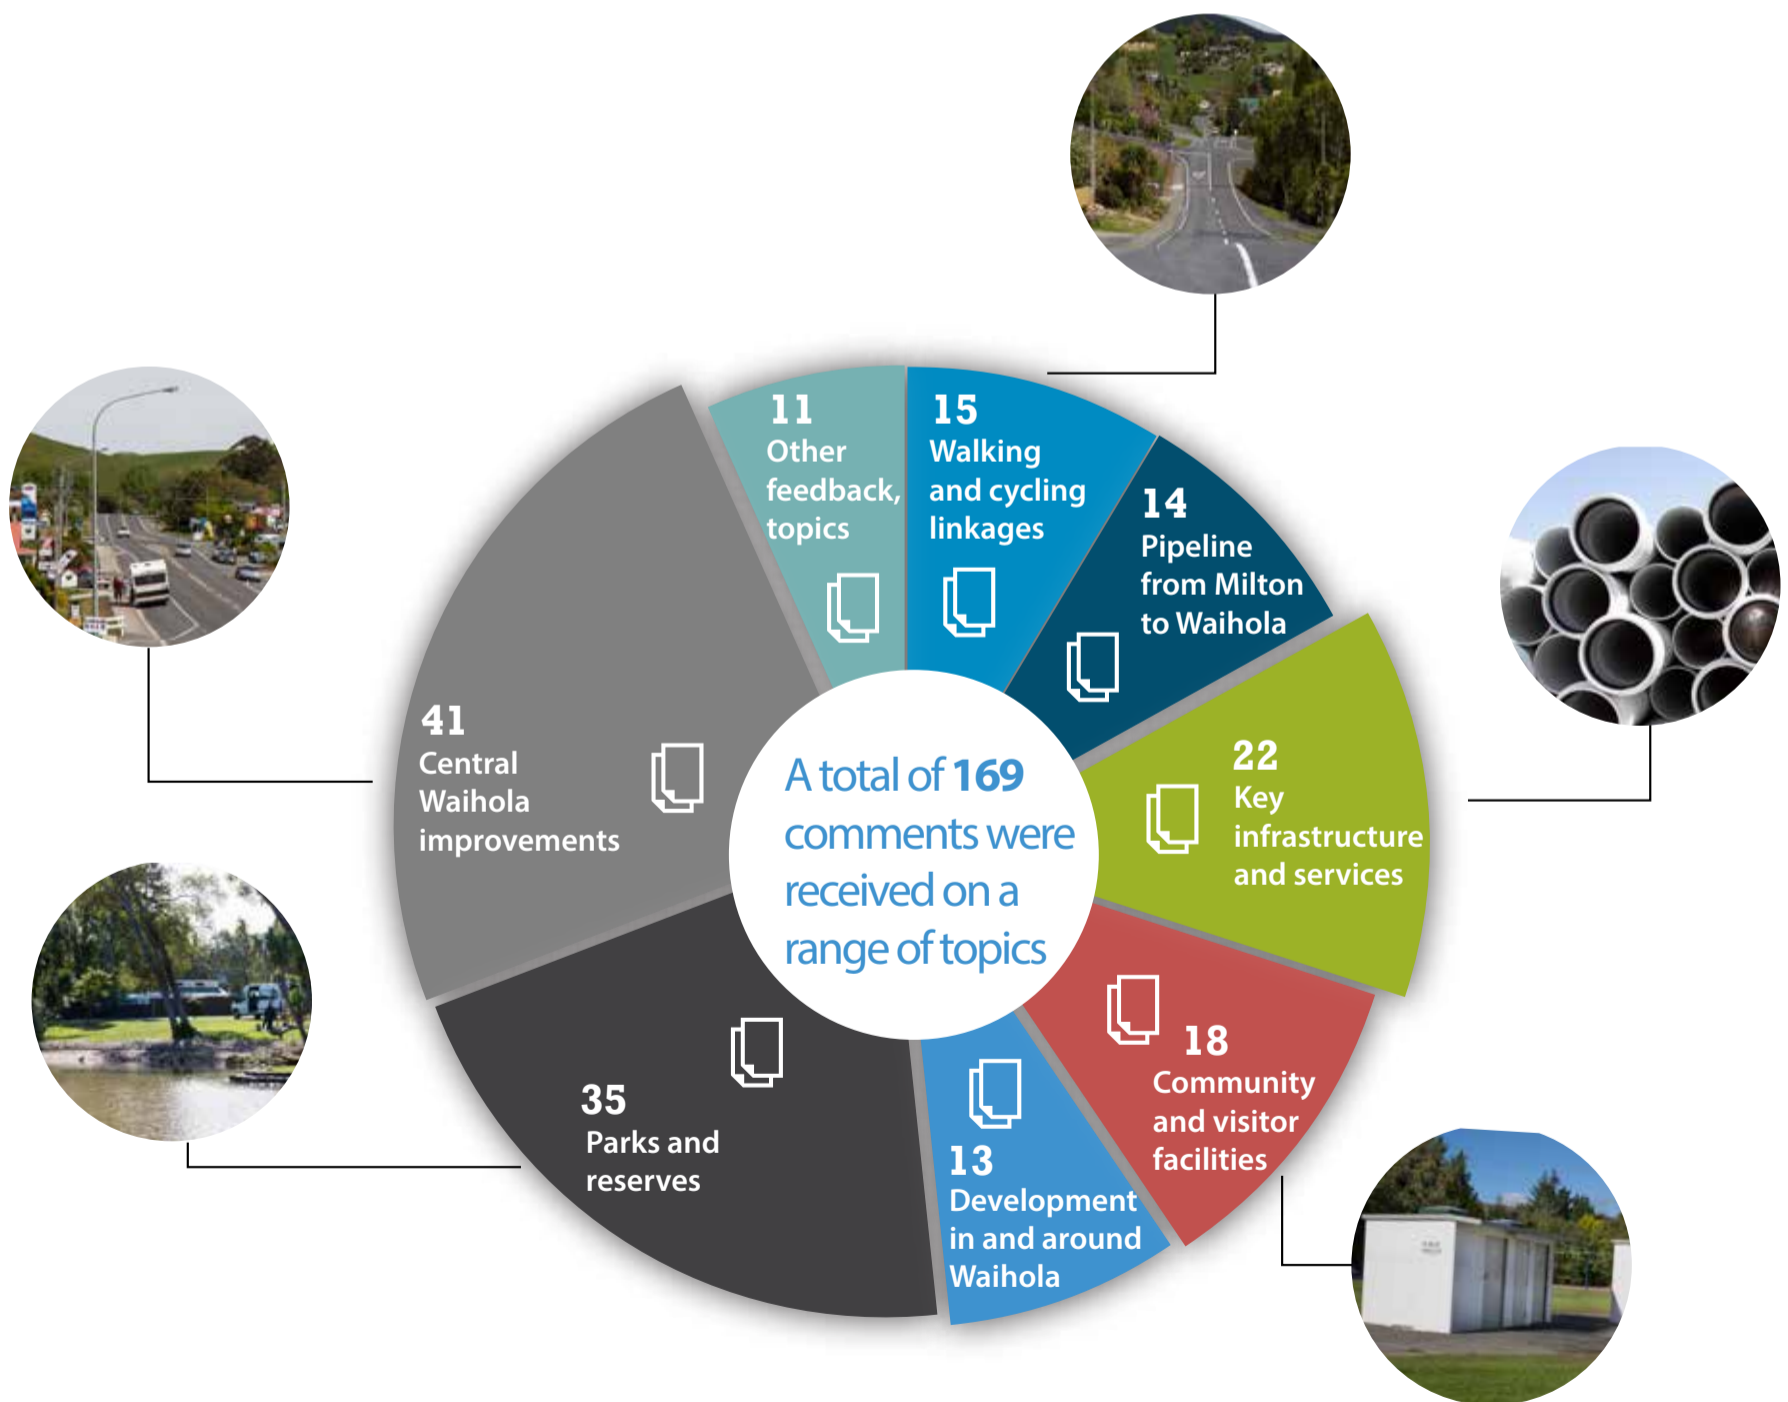 11
Other
feedback,
topics
15
Walking
and cycling
linkages
14
Pipeline
from Milton
to Waihola
22
Key
infrastructure
and services
18
Community
and visitor
facilities
13
Development
in and around
Waihola
35
Parks and
reserves
41
Central
Waihola
improvements
A total of 169
comments were
received on a
range of topics